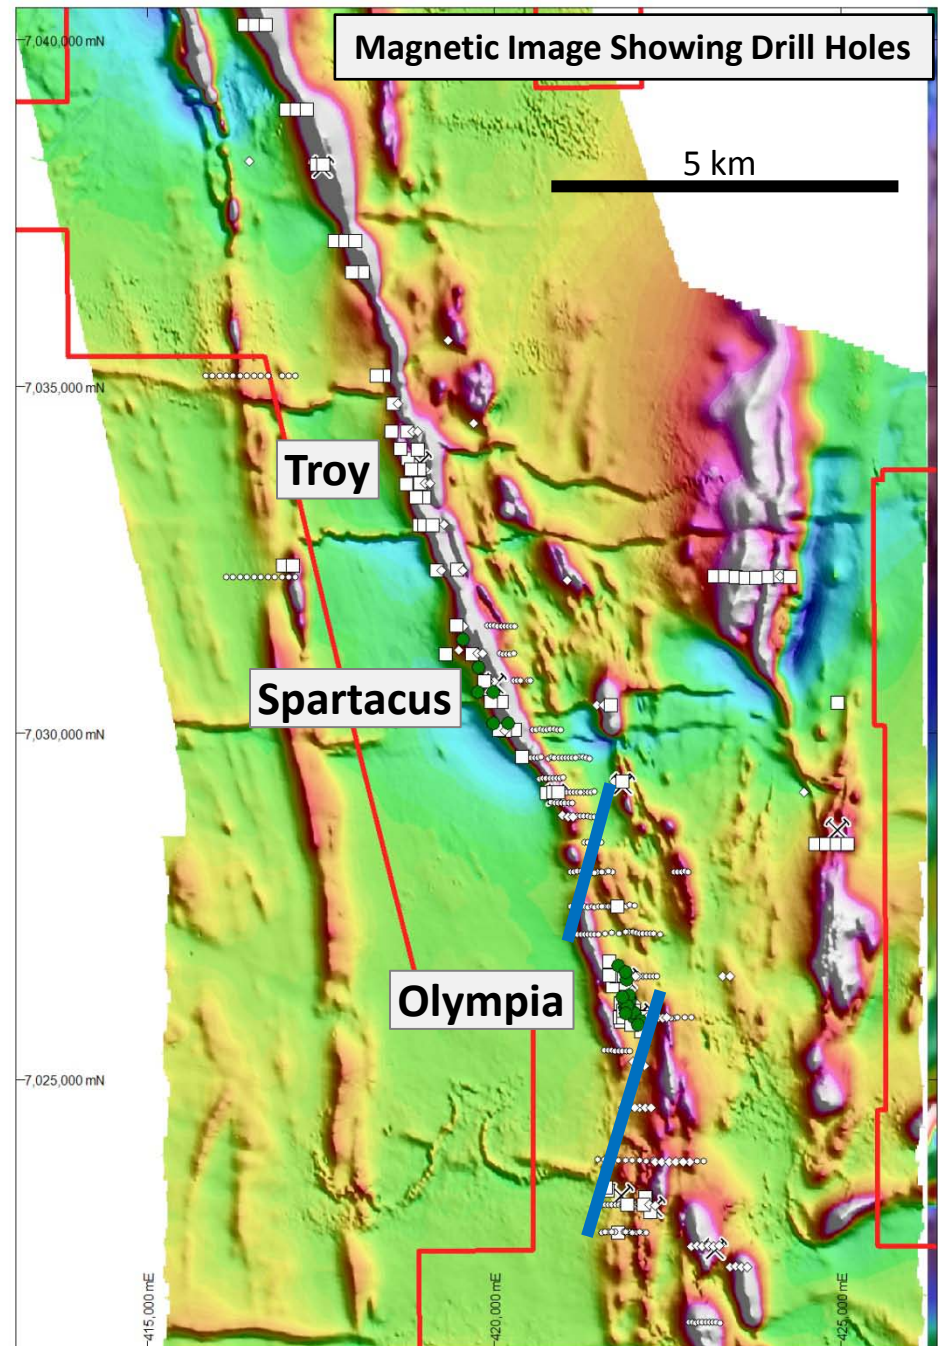 Magnetic Image Showing Drill Holes
7,040,000 mN
5 km
7,035,000 mN
Troy
Spartacus
7,030,000 mN
Olympia
7,025,000 mN
415,000 mE
420,000 mE
425,000 mE